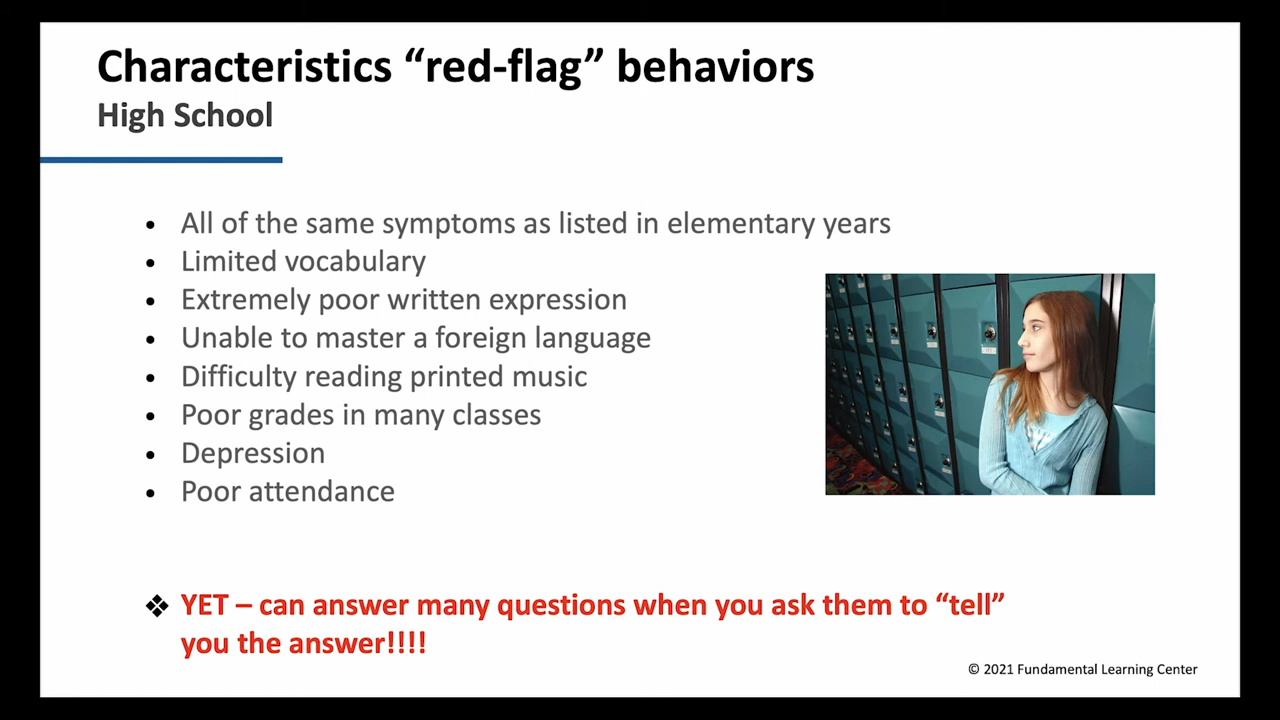 Characteristics “red-flag” behaviors
High School
• All of the same symptoms as listed in elementary years
• Limited vocabulary
• Extremely poor written expression
• Unable to master a foreign language
• Difficulty reading printed music
• Poor grades in many classes
• Depression
• Poor attendance
❖ YET – can answer many questions when you ask them to “tell”
you the answer!!!!
© 2021 Fundamental Learning Center